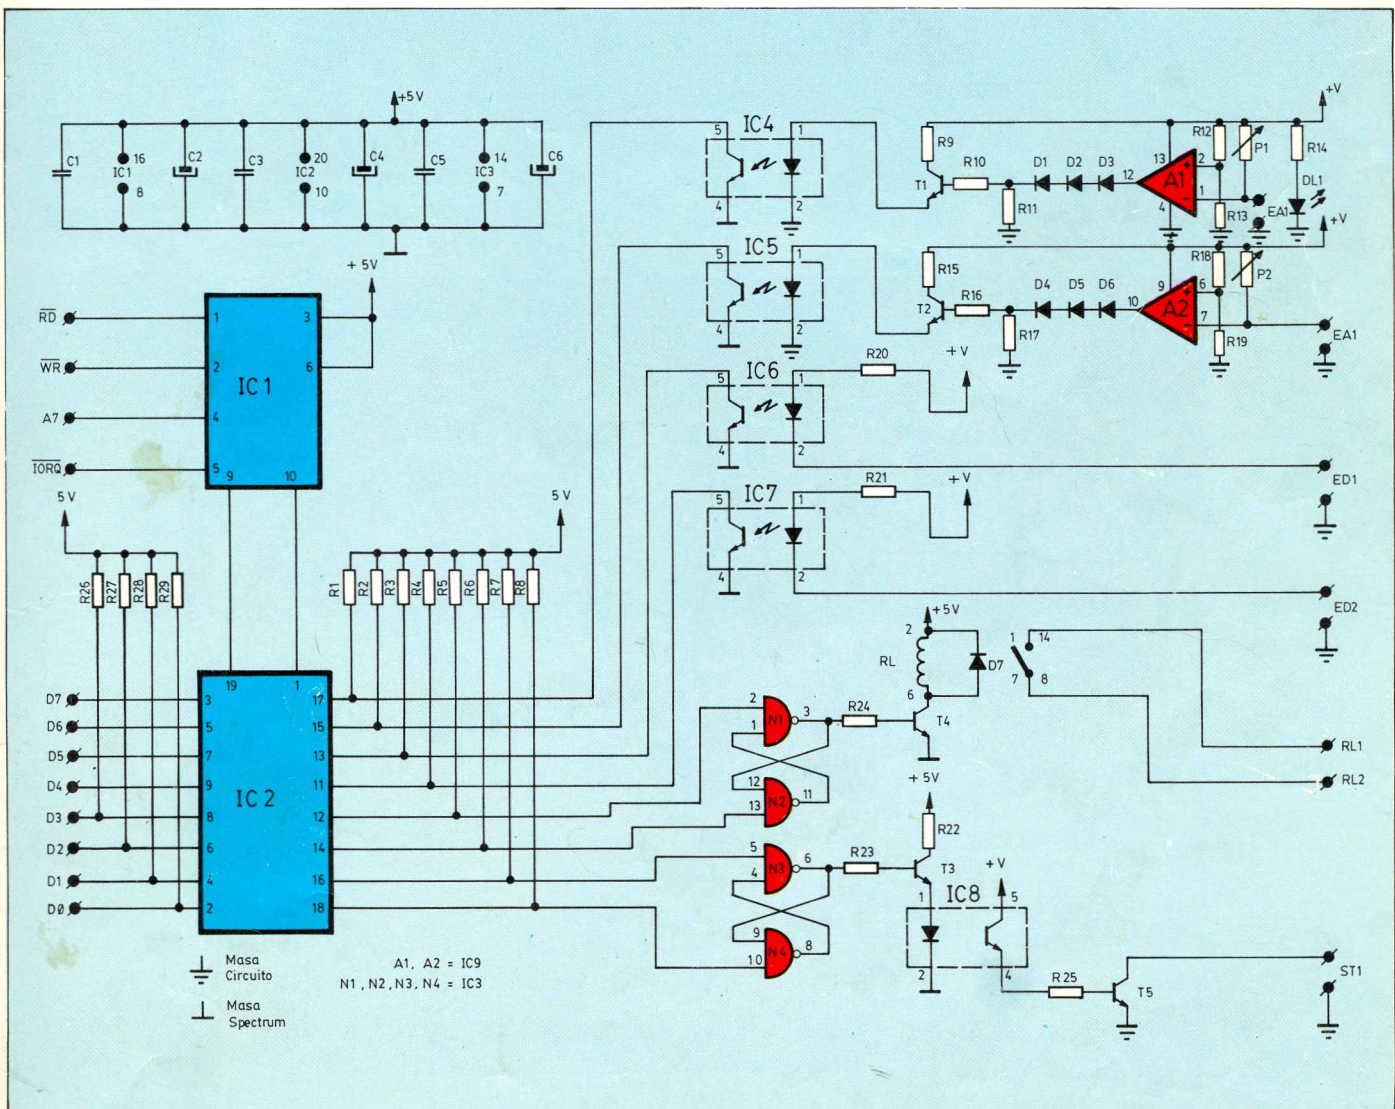 +5V
C1
16
IC1
8
C2
C3
20
IC2
10
C4
C5
14
IC3
7
C6
+ 5V
RD
WR
A7
IORQ
1
2
4
5
3
6
9
10
IC 1
5 V
R26
R27
R28
R29
5 V
R1
R2
R3
R4
R5
R6
R7
R8
D7
D6
D5
D4
D3
D2
D1
DØ
19
1
3
5
7
9
8
6
4
2
17
15
13
11
12
14
16
18
IC 2
Masa
Circuito
Masa
Spectrum
A1, A2 = IC9
N1, N2, N3, N4 = IC3
IC4
5
1
4
2
R9
T1
R10
R11
D1
D2
D3
12
13
A1
+
-
2
1
4
R12
P1
R13
EA1
R14
DL1
+V
+V
IC5
5
1
4
2
R15
T2
R16
R17
D4
D5
D6
10
9
A2
+
-
6
7
R18
P2
R19
EA1
IC6
5
1
4
2
R20
+V
ED1
IC7
5
1
4
2
R21
+V
ED2
+5V
2
RL
6
D7
1
14
7
8
RL1
RL2
2
1
N1
3
R24
T4
12
13
N2
11
+ 5V
R22
5
4
N3
6
R23
T3
9
10
N4
8
IC8
+V
1
5
2
4
R25
T5
ST1